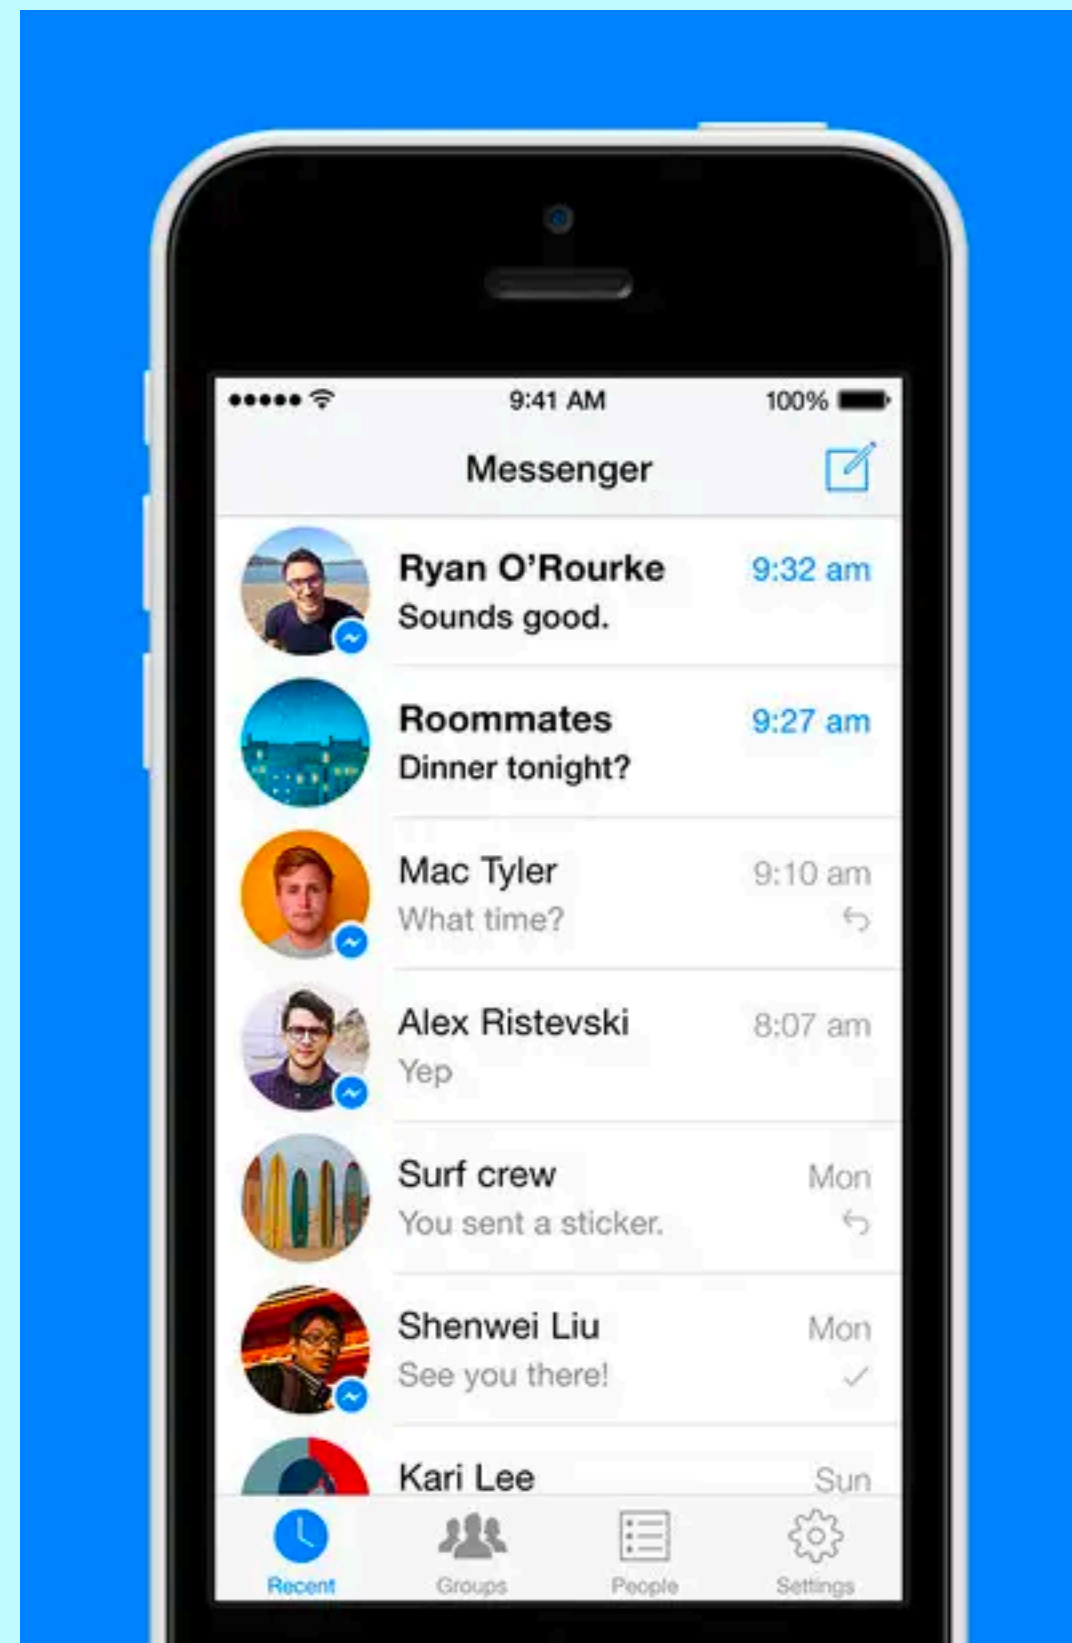 9:41 AM 100%
Messenger
Ryan O’Rourke 9:32 am
Sounds good.
Roommates 9:27 am
Dinner tonight?
Mac Tyler 9:10 am
What time?
Alex Ristevski 8:07 am
Yep
Surf crew Mon
You sent a sticker.
Shenwei Liu Mon
See you there!
Kari Lee Sun
Recent Groups People Settings